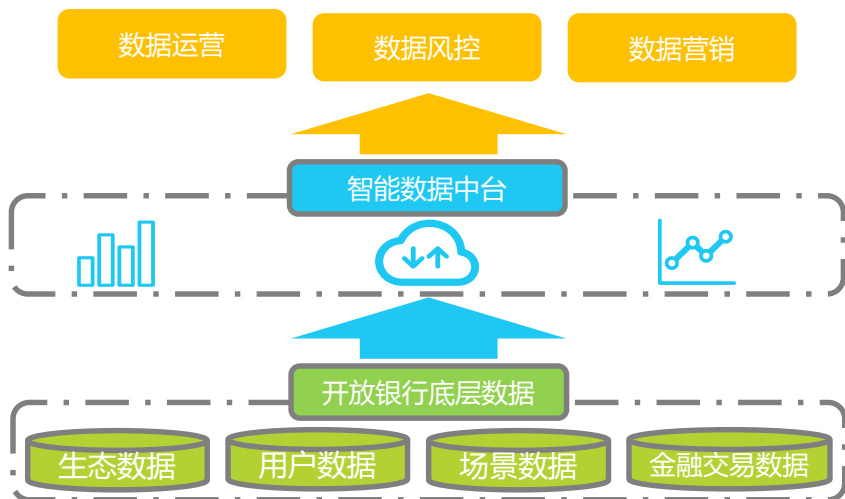 数据运营
数据风控
数据营销
智能数据中台
开放银行底层数据
生态数据
用户数据
场景数据
金融交易数据